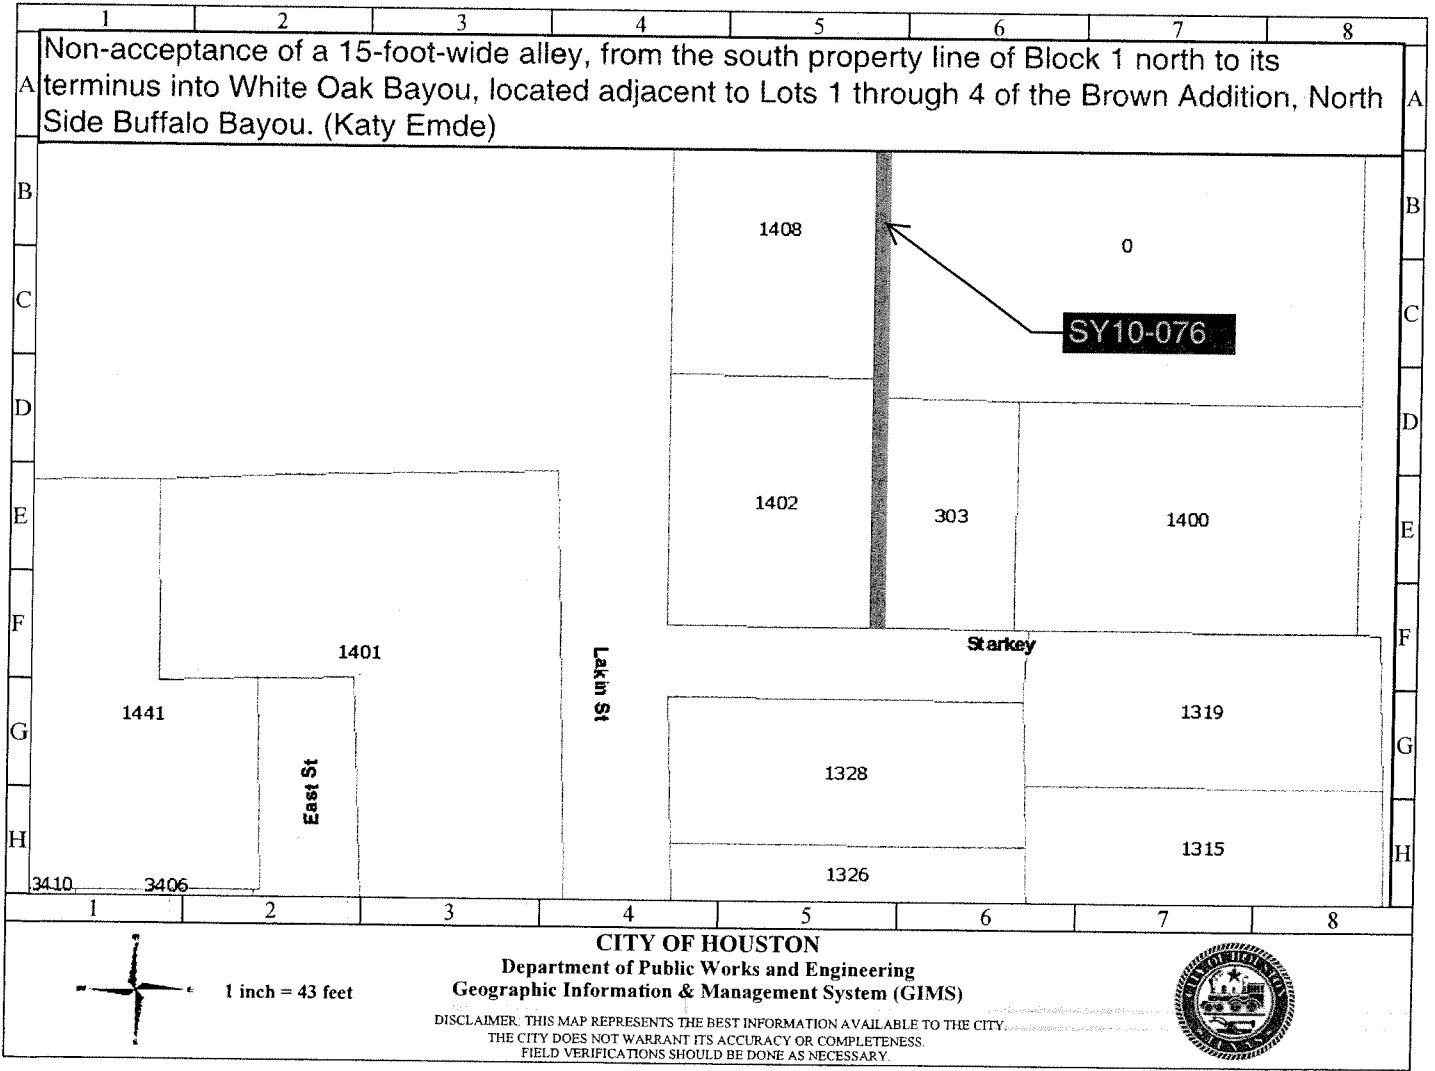 1 2 3 4 5 6 7 8
Non-acceptance of a 15-foot-wide alley, from the south property line of Block 1 north to its
terminus into White Oak Bayou, located adjacent to Lots 1 through 4 of the Brown Addition, North
Side Buffalo Bayou. (Katy Emde)
A A
B B
1408
0
C C
SY10-076
D D
E E
1402
303
1400
F F
Starkey
1401
Lakin St
1441
1319
G G
1328
East St
H H
1315
1326
3410 3406
1 2 3 4 5 6 7 8
CITY OF HOUSTON
Department of Public Works and Engineering
1 inch = 43 feet
Geographic Information & Management System (GIMS)
DISCLAIMER: THIS MAP REPRESENTS THE BEST INFORMATION AVAILABLE TO THE CITY.
THE CITY DOES NOT WARRANT ITS ACCURACY OR COMPLETENESS.
FIELD VERIFICATIONS SHOULD BE DONE AS NECESSARY.
CITY OF HOUSTON
TEXAS